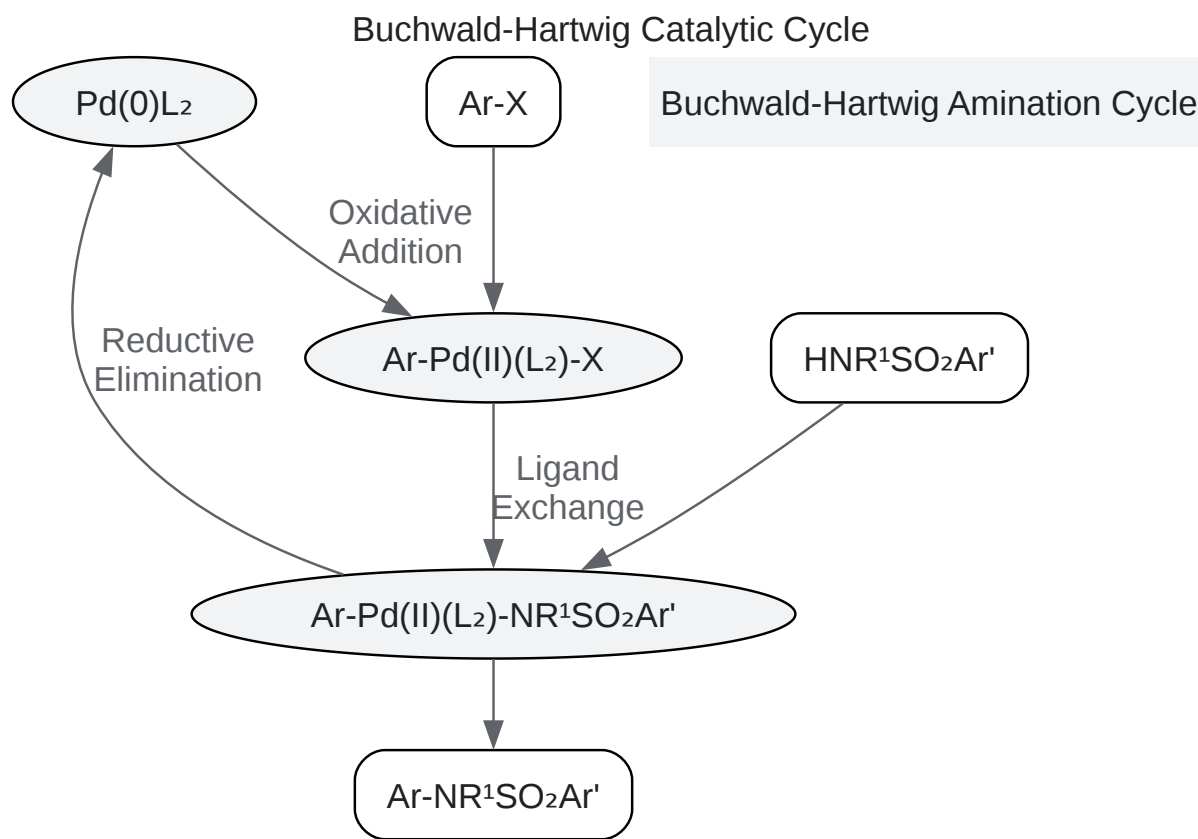 Buchwald-Hartwig Catalytic Cycle
Pd(0)L₂
Ar-X
Buchwald-Hartwig Amination Cycle
Oxidative
Addition
Reductive
Elimination
Ar-Pd(II)(L₂)-X
HNR¹SO₂Ar'
Ligand
Exchange
Ar-Pd(II)(L₂)-NR¹SO₂Ar'
Ar-NR¹SO₂Ar'